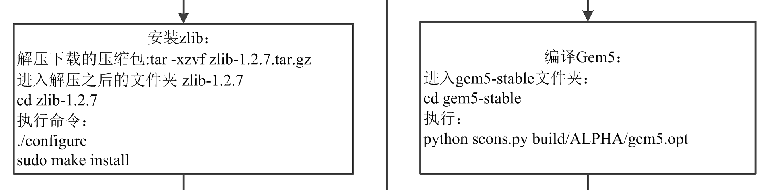 安装zlib：
解压下载的压缩包:tar -xzvf zlib-1.2.7.tar.gz
进入解压之后的文件夹 zlib-1.2.7
cd zlib-1.2.7
执行命令：
./configure
sudo make install
编译Gem5：
进入gem5-stable文件夹：
cd gem5-stable
执行：
python scons.py build/ALPHA/gem5.opt